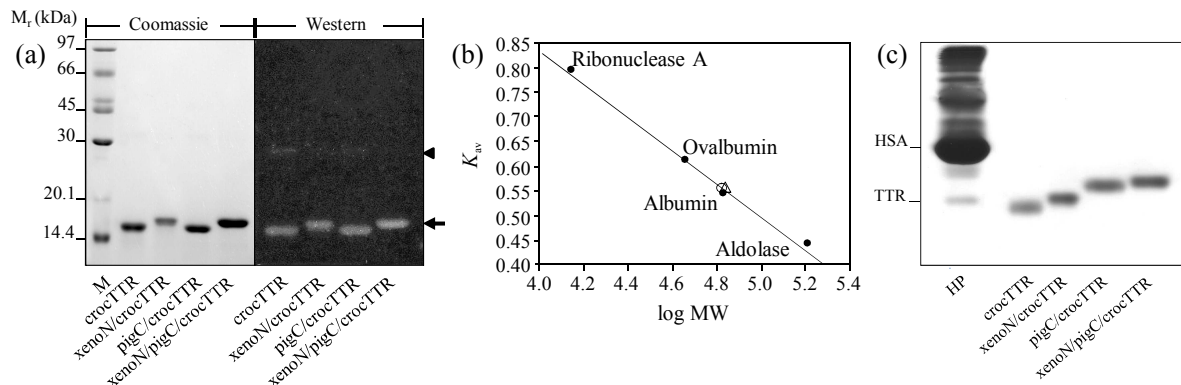 Mr (kDa)
Coomassie
Western
(a)
97
66
45
30
20.1
14.4
M
crocTTR
xenoN/crocTTR
pigC/crocTTR
xenoN/pigC/crocTTR
crocTTR
xenoN/crocTTR
pigC/crocTTR
xenoN/pigC/crocTTR
(b)
0.85
0.80
0.75
0.70
0.65
0.60
0.55
0.50
0.45
0.40
Kav
Ribonuclease A
Ovalbumin
Albumin
Aldolase
4.0 4.2 4.4 4.6 4.8 5.0 5.2 5.4
log MW
(c)
HSA
TTR
HP
crocTTR
xenoN/crocTTR
pigC/crocTTR
xenoN/pigC/crocTTR